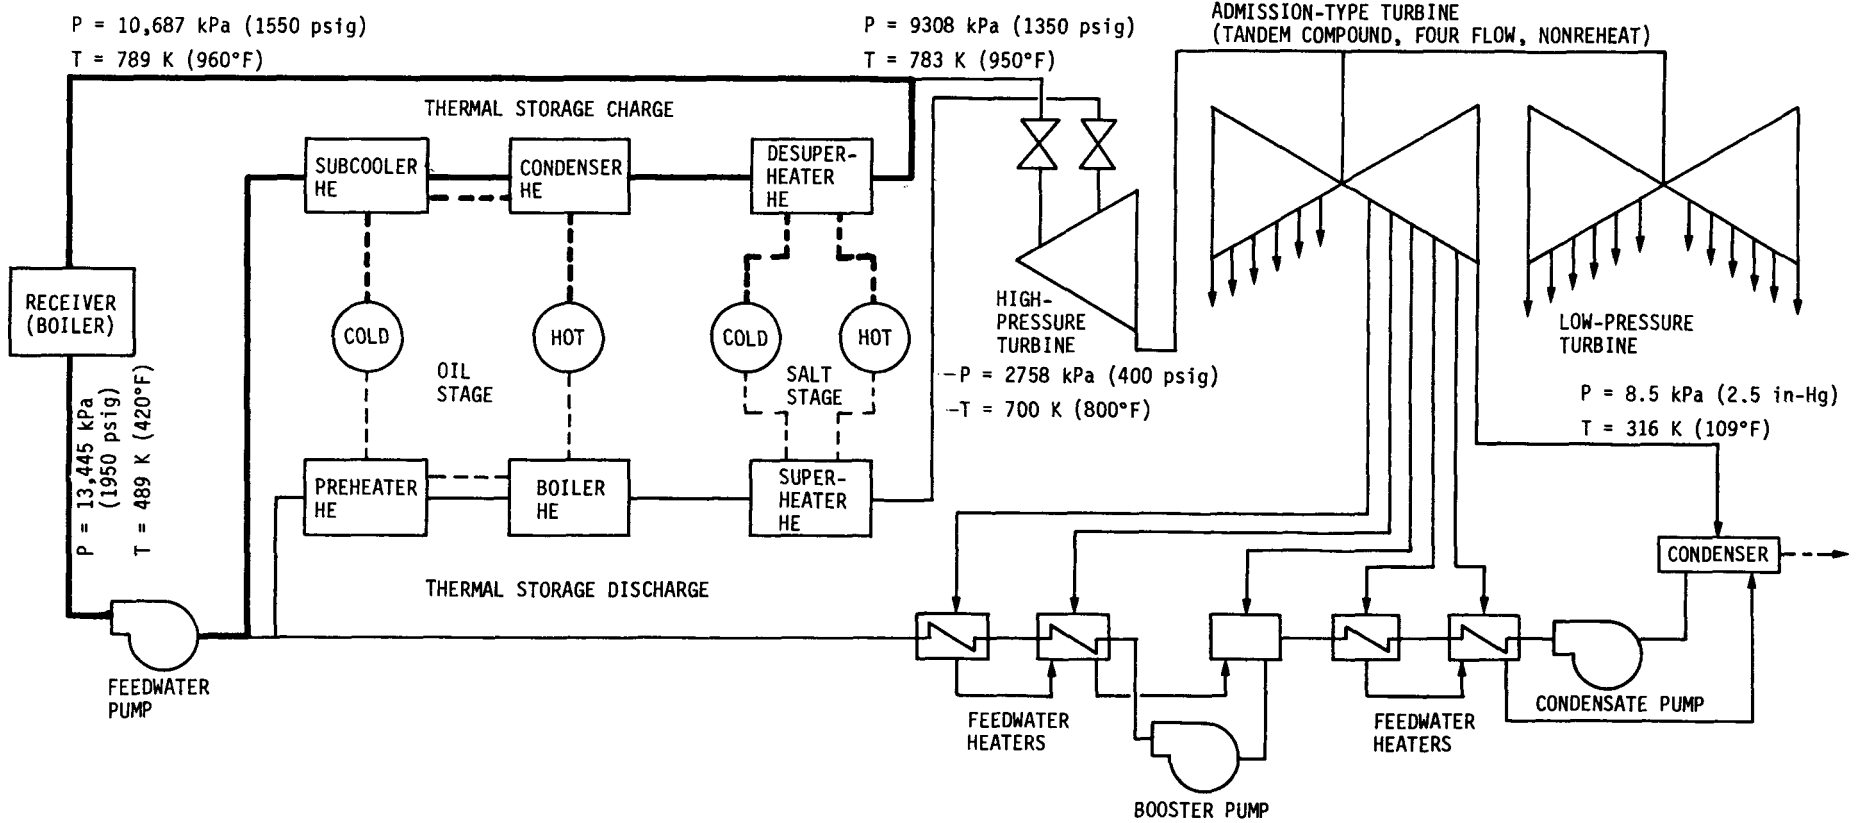 P = 10,687 kPa (1550 psig)
T = 789 K (960°F)
P = 9308 kPa (1350 psig)
T = 783 K (950°F)
ADMISSION-TYPE TURBINE
(TANDEM COMPOUND, FOUR FLOW, NONREHEAT)
THERMAL STORAGE CHARGE
SUBCOOLER
HE
CONDENSER
HE
DESUPER-
HEATER
HE
RECEIVER
(BOILER)
COLD
HOT
COLD
HOT
OIL
STAGE
SALT
STAGE
HIGH-
PRESSURE
TURBINE
LOW-PRESSURE
TURBINE
P = 2758 kPa (400 psig)
T = 700 K (800°F)
P = 8.5 kPa (2.5 in-Hg)
T = 316 K (109°F)
P = 13,445 kPa
(1950 psig)
T = 489 K (420°F)
PREHEATER
HE
BOILER
HE
SUPER-
HEATER
HE
THERMAL STORAGE DISCHARGE
CONDENSER
FEEDWATER
PUMP
FEEDWATER
HEATERS
BOOSTER PUMP
FEEDWATER
HEATERS
CONDENSATE PUMP